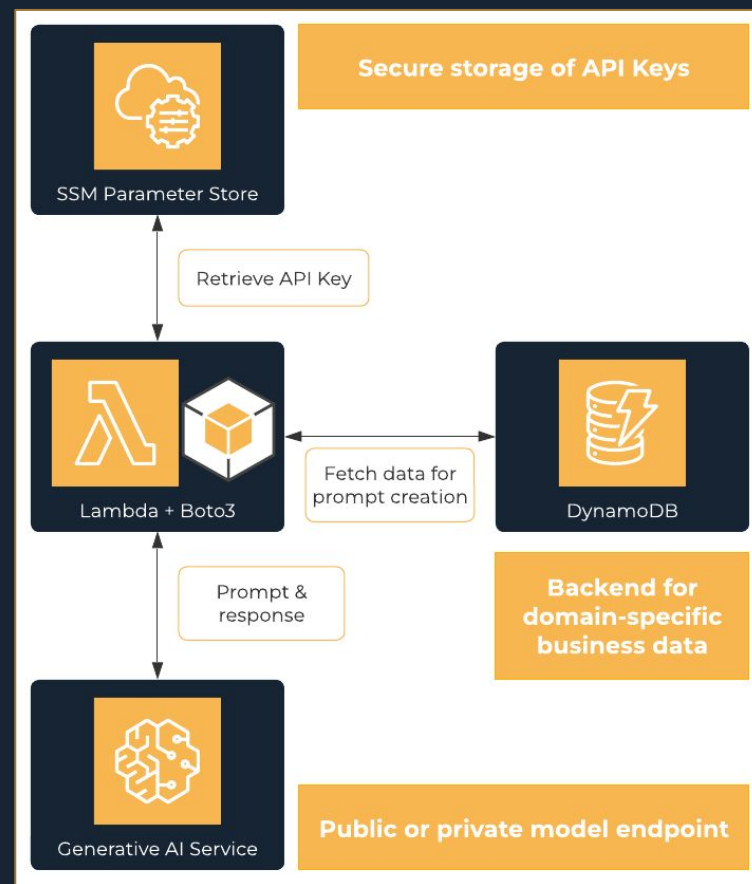 Secure storage of API Keys
SSM Parameter Store
Retrieve API Key
Lambda + Boto3
Fetch data for
prompt creation
DynamoDB
Prompt &
response
Backend for
domain-specific
business data
Generative AI Service
Public or private model endpoint